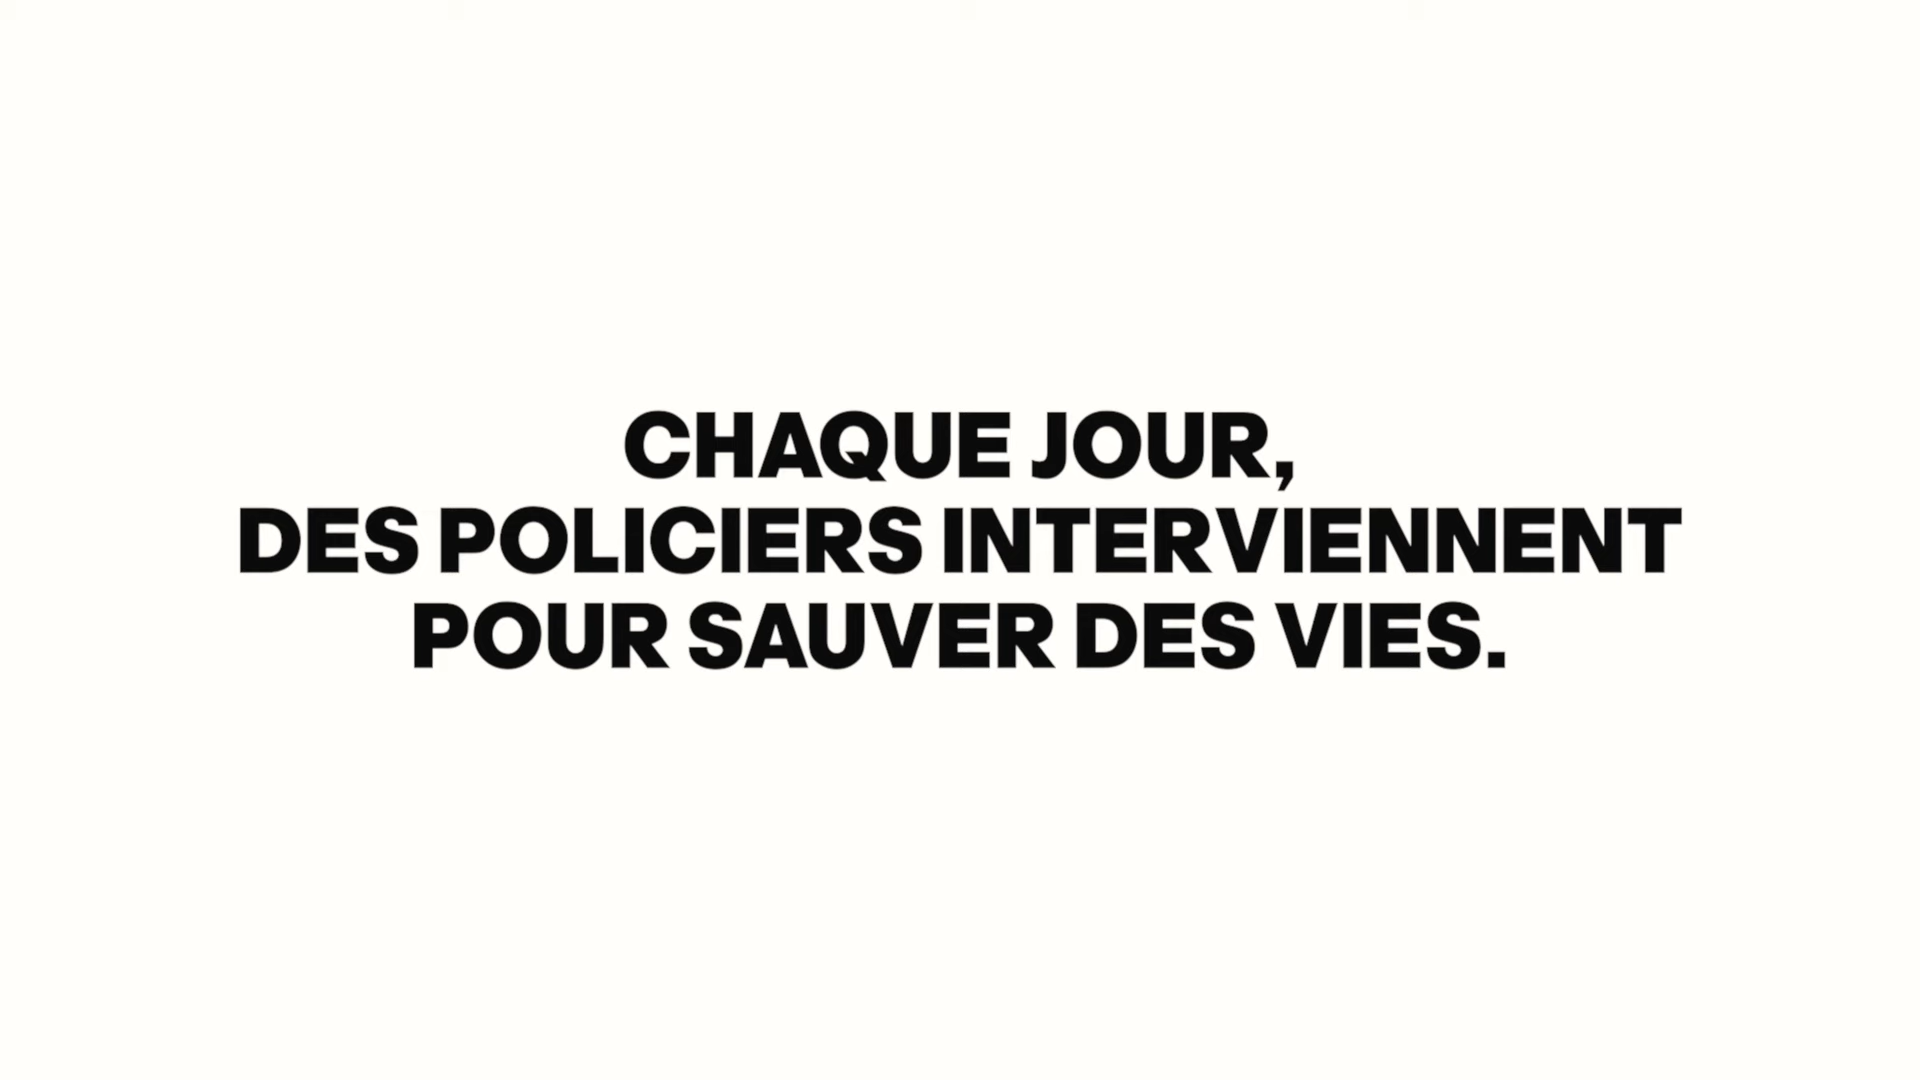 CHAQUE JOUR,
DES POLICIERS INTERVIENNENT
POUR SAUVER DES VIES.